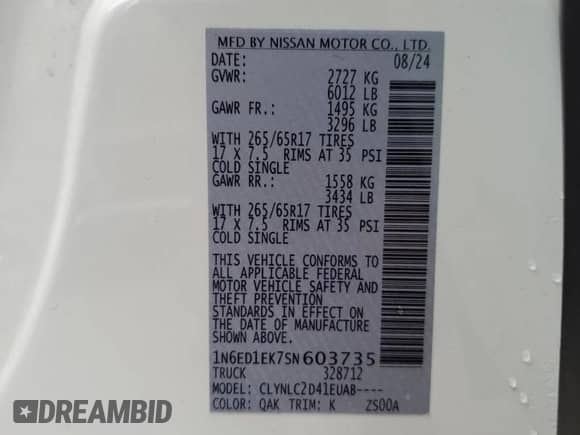 MFD BY NISSAN MOTOR CO., LTD.
DATE: 08/24
GVWR: 2727 KG
6012 LB
GAWR FR.: 1495 KG
3296 LB
WITH 265/65R17 TIRES
17 X 7.5 RIMS AT 35 PSI
COLD SINGLE
GAWR RR.: 1558 KG
3434 LB
WITH 265/65R17 TIRES
17 X 7.5 RIMS AT 35 PSI
COLD SINGLE
THIS VEHICLE CONFORMS TO
ALL APPLICABLE FEDERAL
MOTOR VEHICLE SAFETY AND
THEFT PREVENTION
STANDARDS IN EFFECT ON
THE DATE OF MANUFACTURE
SHOWN ABOVE.
1N6ED1EK7SN603735
TRUCK 328712
MODEL: CLYNLC2D41EUAB----
COLOR: QAK TRIM: K ZS00A
DREAMBID